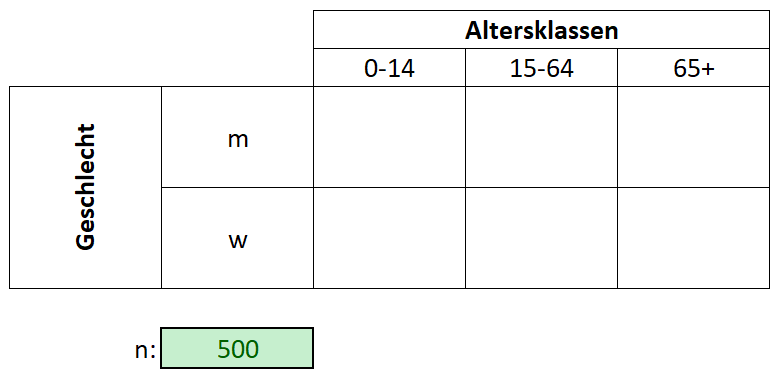 Altersklassen
0-14 15-64 65+
Geschlecht
m
w
n: 500